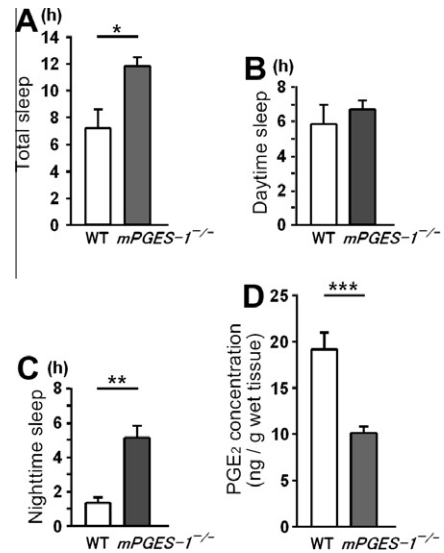 A (h)
*
14
12
10
8
6
4
2
0
Total sleep
WT mPGES-1⁻/⁻
B (h)
8
6
4
2
0
Daytime sleep
WT mPGES-1⁻/⁻
C (h)
**
8
6
4
2
0
Nighttime sleep
WT mPGES-1⁻/⁻
D
***
25
20
15
10
5
0
PGE₂ concentration
(ng / g wet tissue)
WT mPGES-1⁻/⁻